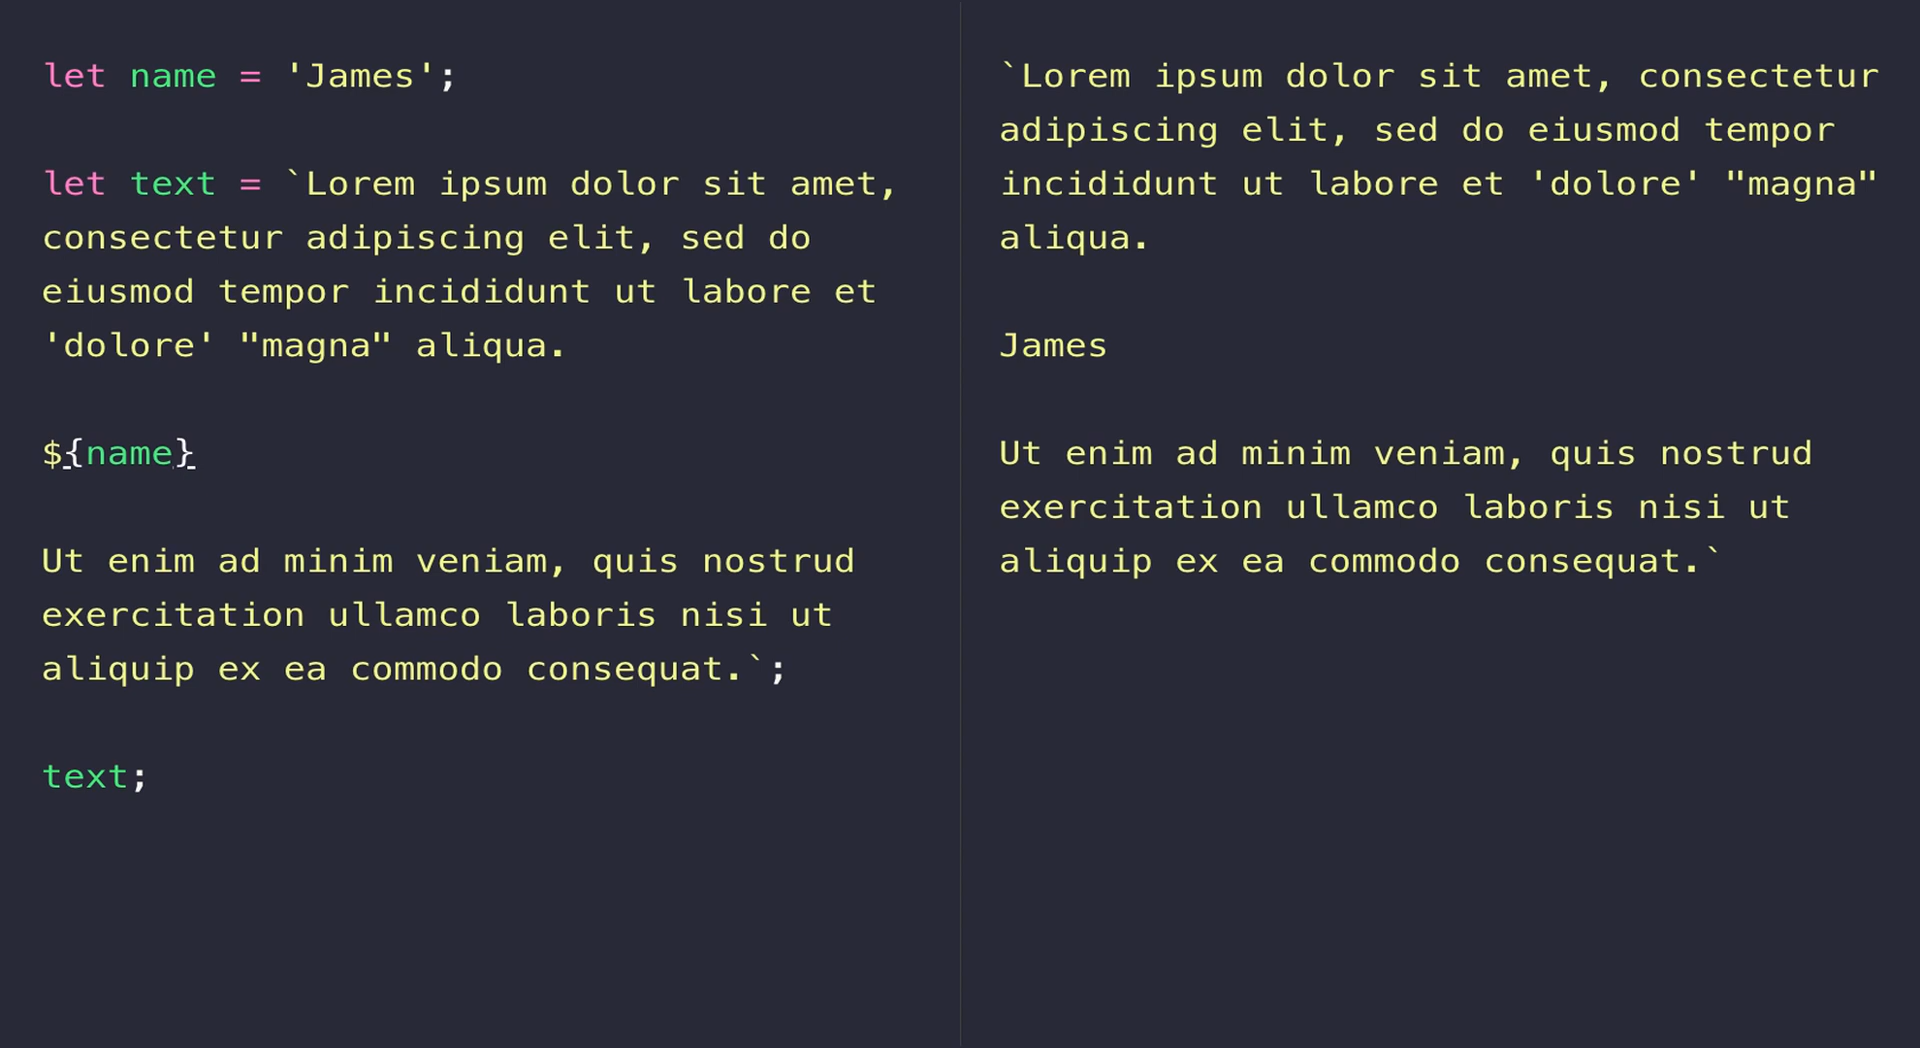 let name = 'James';
let text = `Lorem ipsum dolor sit amet,
consectetur adipiscing elit, sed do
eiusmod tempor incididunt ut labore et
'dolore' "magna" aliqua.
${name}
Ut enim ad minim veniam, quis nostrud
exercitation ullamco laboris nisi ut
aliquip ex ea commodo consequat.`;
text;
`Lorem ipsum dolor sit amet, consectetur
adipiscing elit, sed do eiusmod tempor
incididunt ut labore et 'dolore' "magna"
aliqua.
James
Ut enim ad minim veniam, quis nostrud
exercitation ullamco laboris nisi ut
aliquip ex ea commodo consequat.`